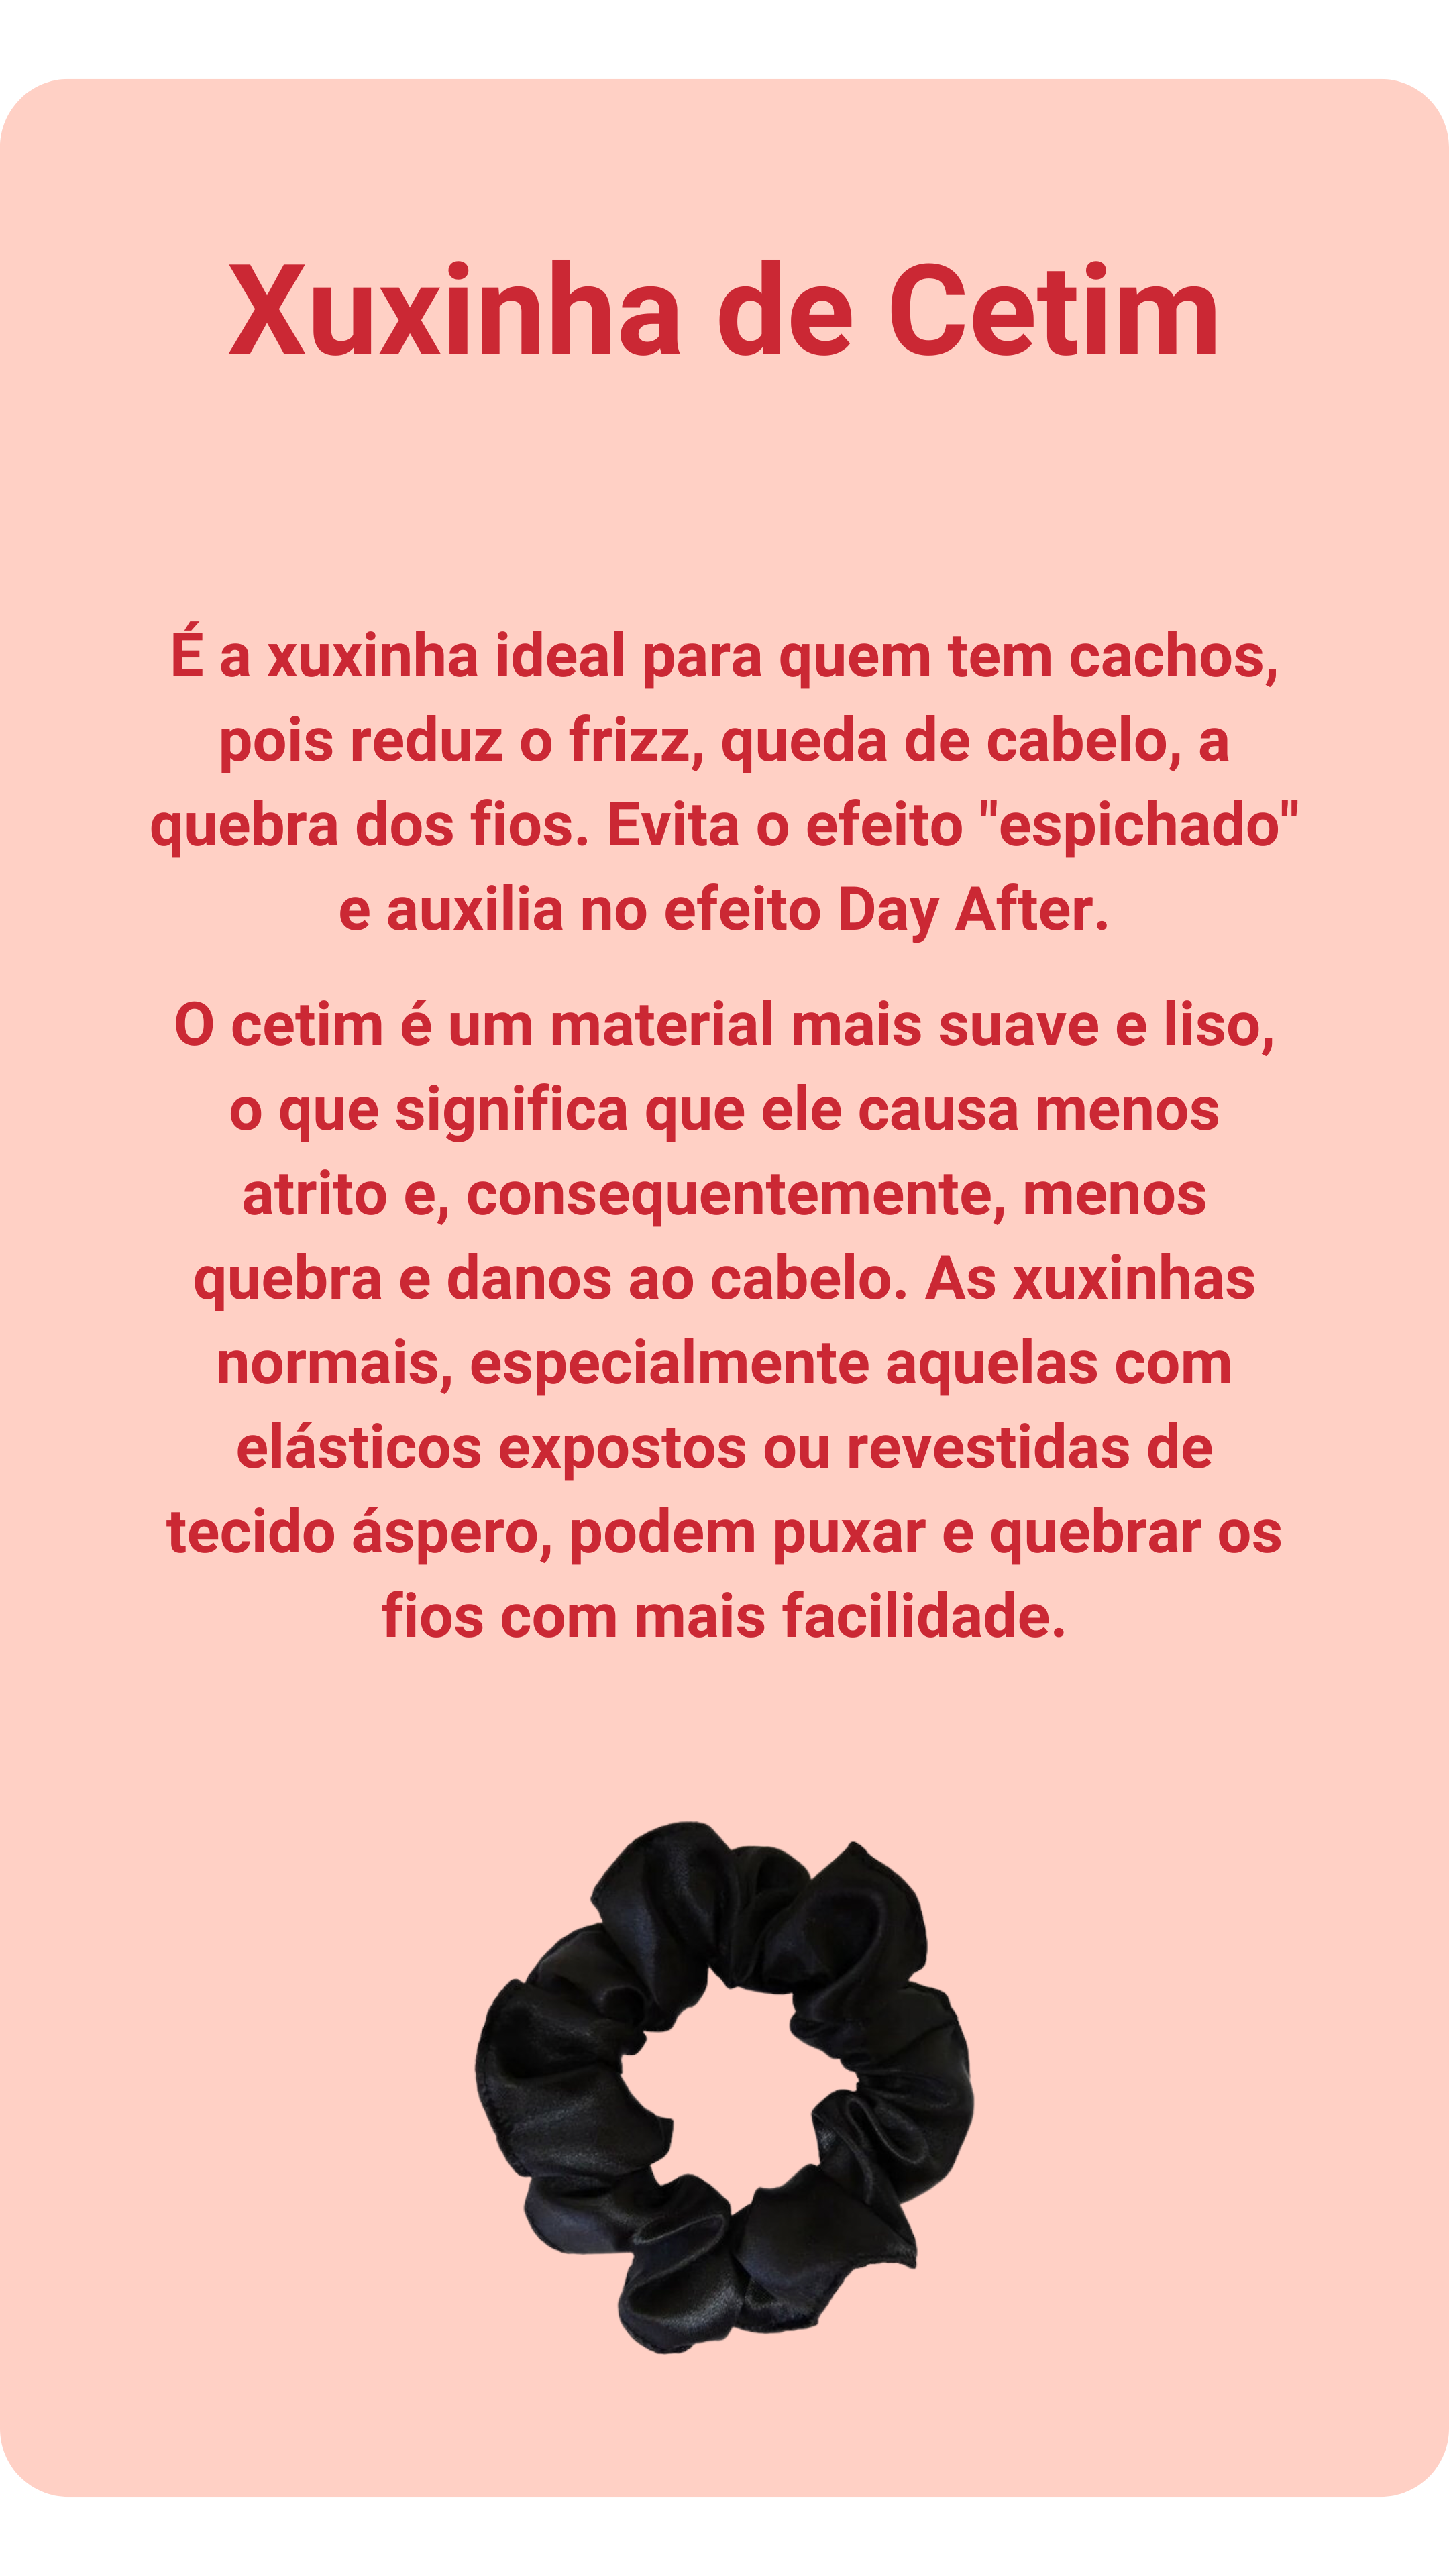 Xuxinha de Cetim
É a xuxinha ideal para quem tem cachos,
pois reduz o frizz, queda de cabelo, a
quebra dos fios. Evita o efeito "espichado"
e auxilia no efeito Day After.
O cetim é um material mais suave e liso,
o que significa que ele causa menos
atrito e, consequentemente, menos
quebra e danos ao cabelo. As xuxinhas
normais, especialmente aquelas com
elásticos expostos ou revestidas de
tecido áspero, podem puxar e quebrar os
fios com mais facilidade.